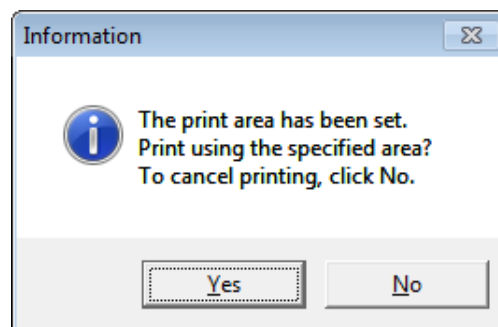 Information
The print area has been set.
Print using the specified area?
To cancel printing, click No.
Yes
No